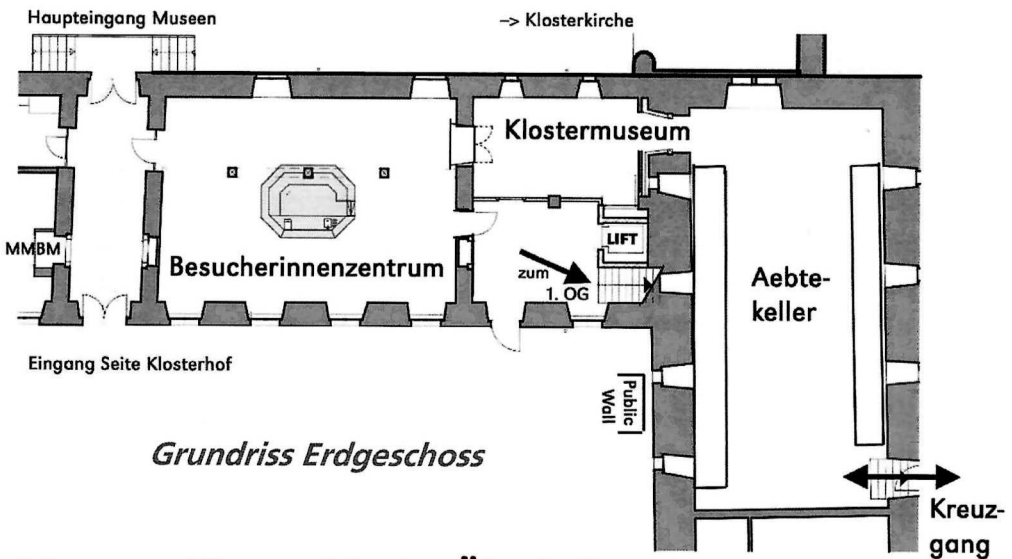 Haupteingang Museen
–> Klosterkirche
Klostermuseum
MMBM
Besucherinnenzentrum
LIFT
zum
1. OG
Aebte-
keller
Eingang Seite Klosterhof
Public
Wall
Grundriss Erdgeschoss
Kreuz-
gang